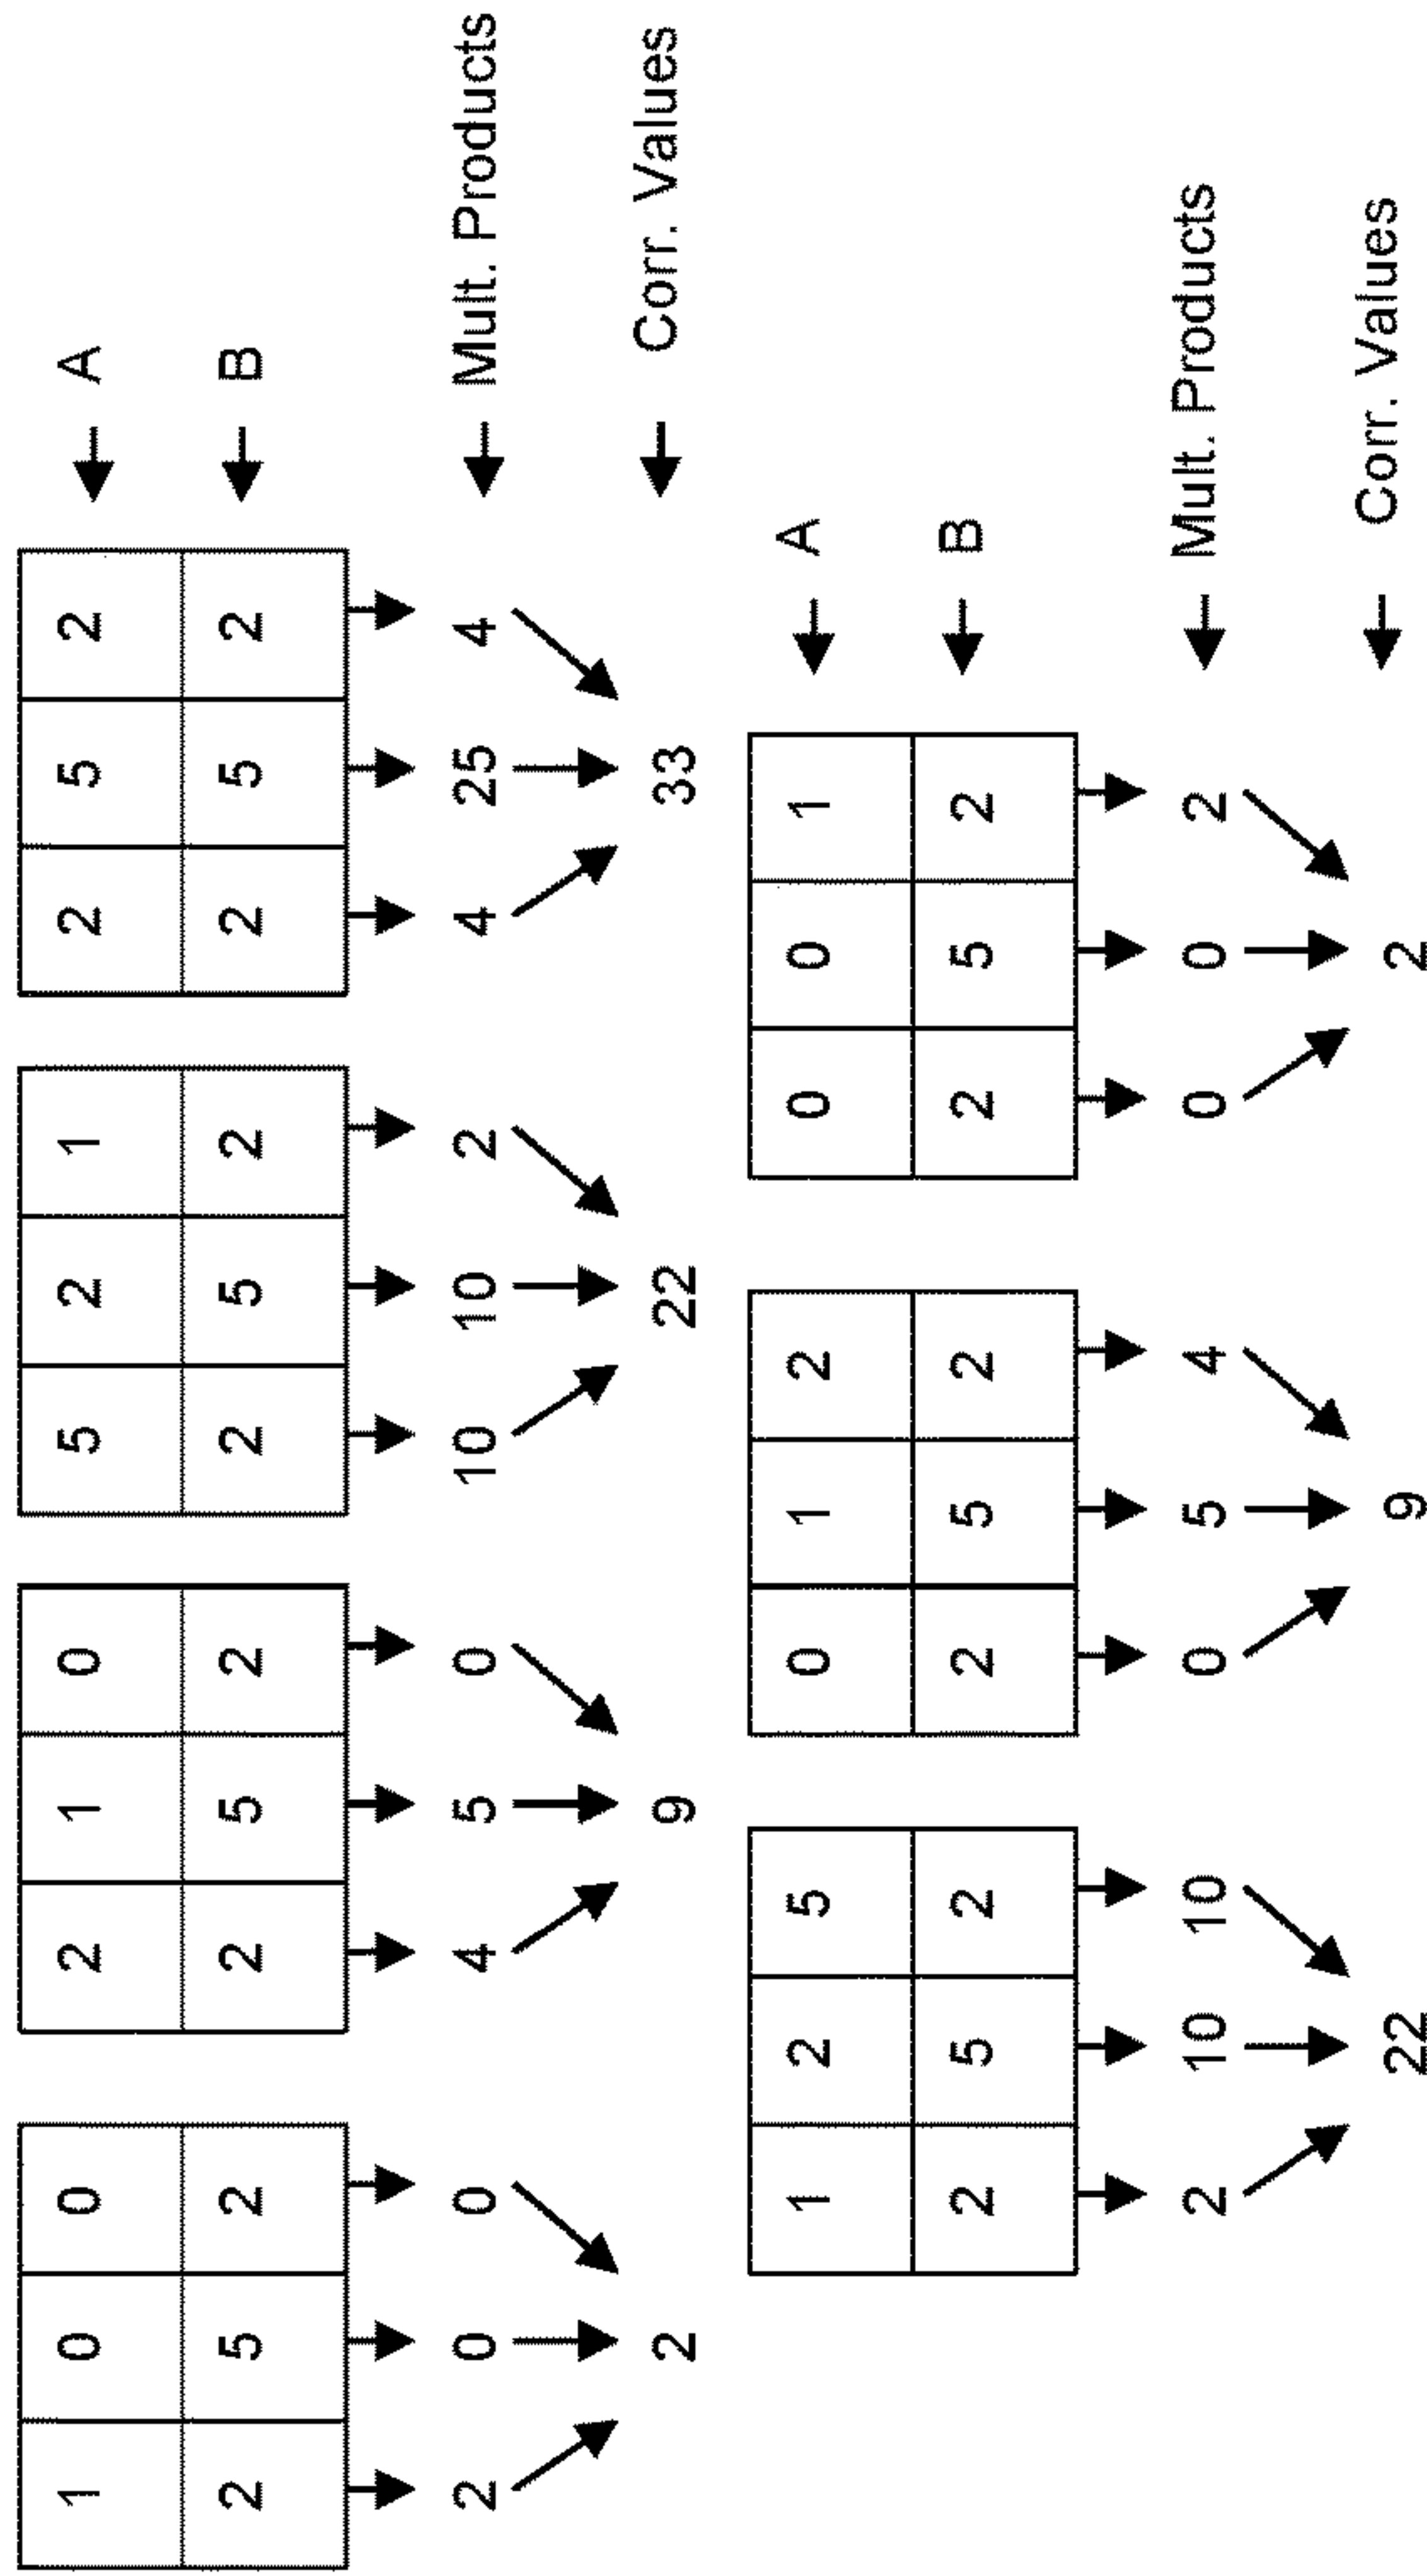 1 0 0 2 1 0 5 2 1 2 5 2 A
2 5 2 2 5 2 2 5 2 2 5 2 B
2 0 0 4 5 0 10 10 2 4 25 4 Mult. Products
2 9 22 33 Corr. Values
1 2 5 0 1 2 0 0 1 A
2 5 2 2 5 2 2 5 2 B
2 10 10 0 5 4 0 0 2 Mult. Products
22 9 2 Corr. Values